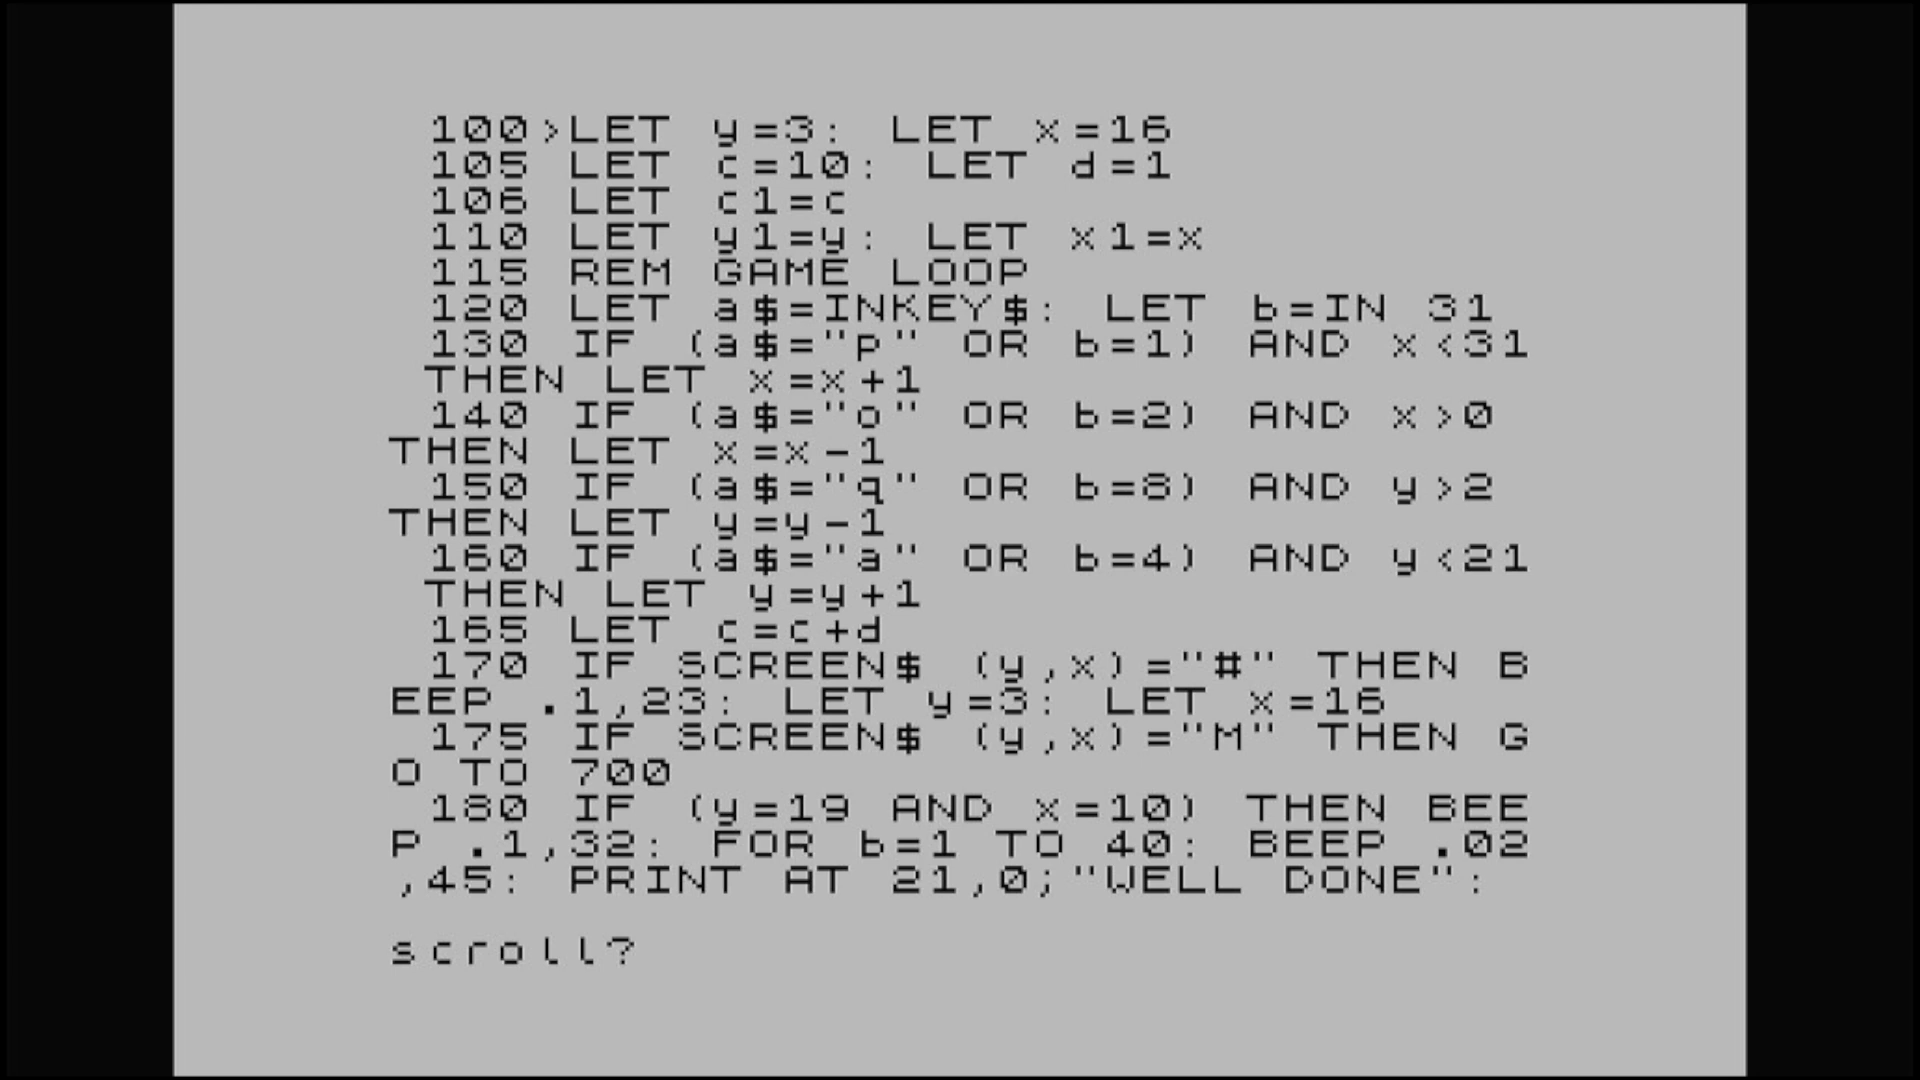 100>LET y=3: LET x=16
105 LET c=10: LET d=1
106 LET c1=c
110 LET y1=y: LET x1=x
115 REM GAME LOOP
120 LET a$=INKEY$: LET b=IN 31
130 IF (a$="p" OR b=1) AND x<31
THEN LET x=x+1
140 IF (a$="o" OR b=2) AND x>0
THEN LET x=x-1
150 IF (a$="q" OR b=8) AND y>2
THEN LET y=y-1
160 IF (a$="a" OR b=4) AND y<21
THEN LET y=y+1
165 LET c=c+d
170 IF SCREEN$ (y,x)="#" THEN B
EEP .1,23: LET y=3: LET x=16
175 IF SCREEN$ (y,x)="M" THEN G
O TO 700
180 IF (y=19 AND x=10) THEN BEE
P .1,32: FOR b=1 TO 40: BEEP .02
,45: PRINT AT 21,0;"WELL DONE":
scroll?